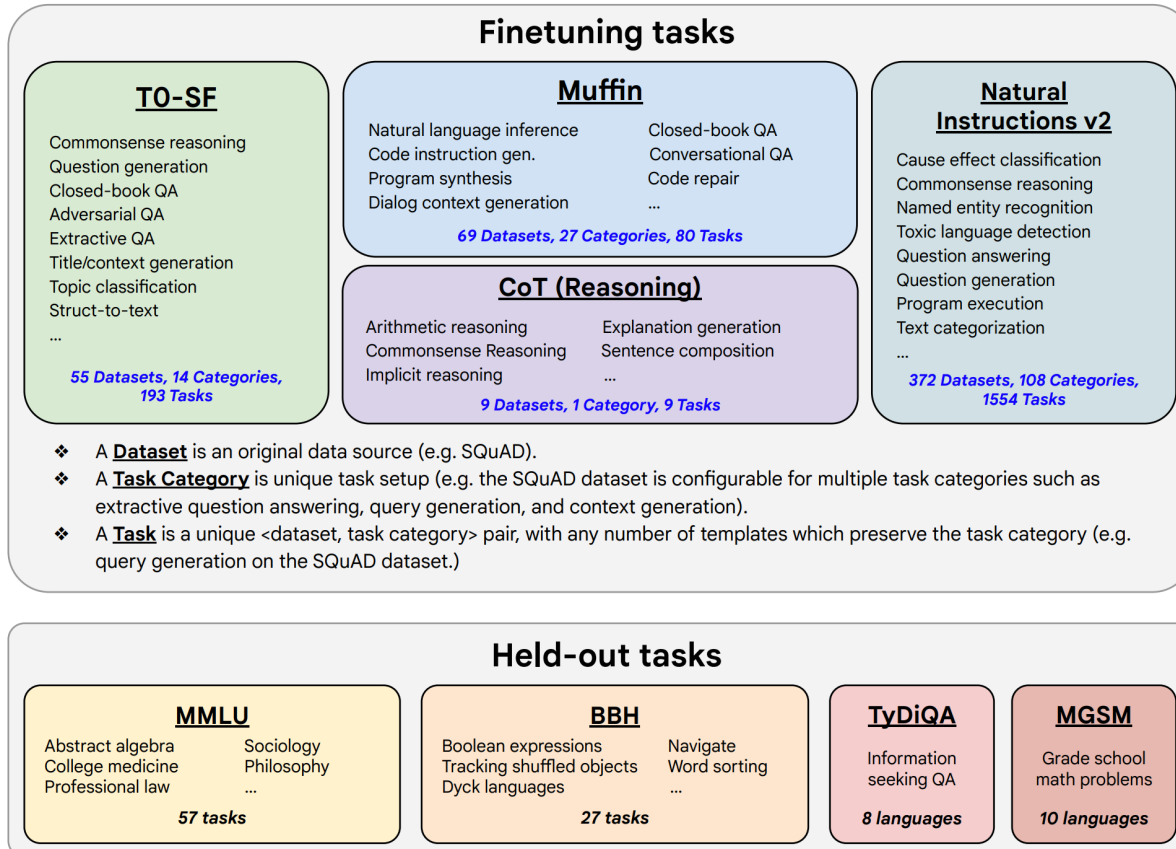 Finetuning tasks
T0-SF
Commonsense reasoning
Question generation
Closed-book QA
Adversarial QA
Extractive QA
Title/context generation
Topic classification
Struct-to-text
...
55 Datasets, 14 Categories,
193 Tasks
Muffin
Natural language inference
Code instruction gen.
Program synthesis
Dialog context generation
Closed-book QA
Conversational QA
Code repair
...
69 Datasets, 27 Categories, 80 Tasks
CoT (Reasoning)
Arithmetic reasoning
Commonsense Reasoning
Implicit reasoning
Explanation generation
Sentence composition
...
9 Datasets, 1 Category, 9 Tasks
Natural
Instructions v2
Cause effect classification
Commonsense reasoning
Named entity recognition
Toxic language detection
Question answering
Question generation
Program execution
Text categorization
...
372 Datasets, 108 Categories,
1554 Tasks
❖ A Dataset is an original data source (e.g. SQuAD).
❖ A Task Category is unique task setup (e.g. the SQuAD dataset is configurable for multiple task categories such as
extractive question answering, query generation, and context generation).
❖ A Task is a unique <dataset, task category> pair, with any number of templates which preserve the task category (e.g.
query generation on the SQuAD dataset.)
Held-out tasks
MMLU
Abstract algebra
College medicine
Professional law
Sociology
Philosophy
...
57 tasks
BBH
Boolean expressions
Tracking shuffled objects
Dyck languages
Navigate
Word sorting
...
27 tasks
TyDiQA
Information
seeking QA
8 languages
MGSM
Grade school
math problems
10 languages